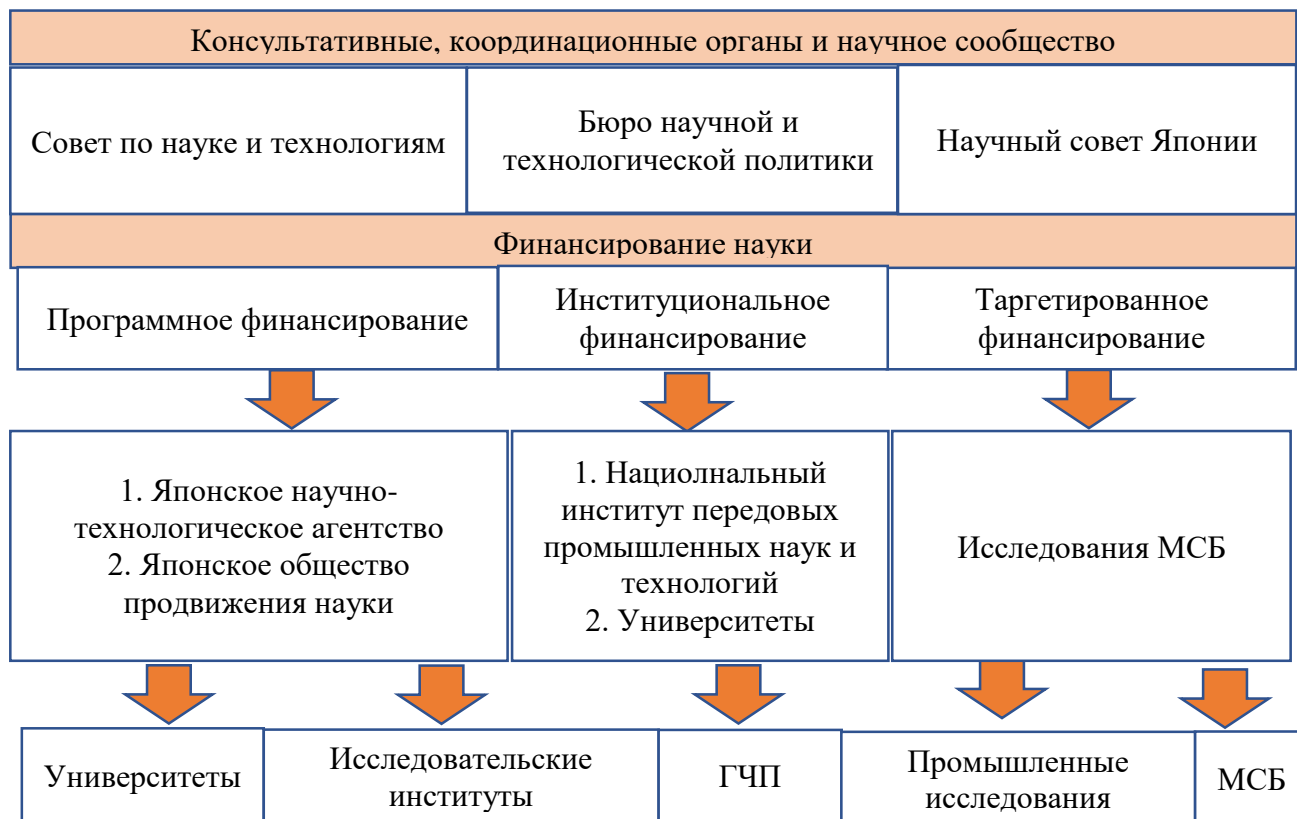 Консультативные, координационные органы и научное сообщество
Совет по науке и технологиям
Бюро научной и
технологической политики
Научный совет Японии
Финансирование науки
Программное финансирование
Институциональное
финансирование
Таргетированное
финансирование
1. Японское научно-
технологическое агентство
2. Японское общество
продвижения науки
1. Нациолнальный
институт передовых
промышленных наук и
технологий
2. Университеты
Исследования МСБ
Университеты
Исследовательские
институты
ГЧП
Промышленные
исследования
МСБ